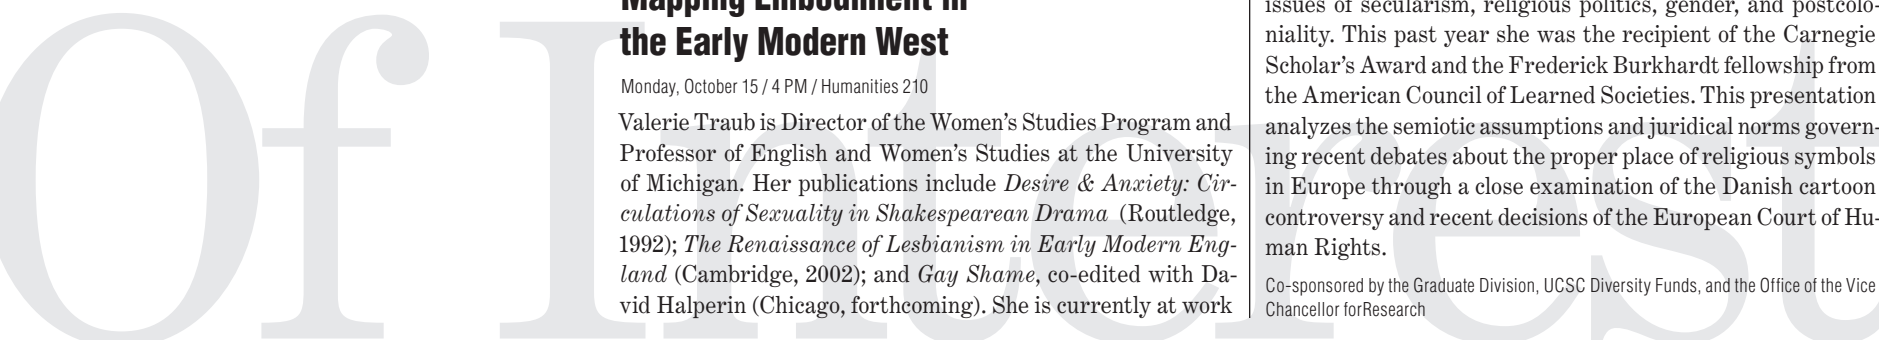 Of Interest
Mapping Embodiment in
the Early Modern West
Monday, October 15 / 4 PM / Humanities 210
Valerie Traub is Director of the Women's Studies Program and
Professor of English and Women's Studies at the University
of Michigan. Her publications include Desire & Anxiety: Cir-
culations of Sexuality in Shakespearean Drama (Routledge,
1992); The Renaissance of Lesbianism in Early Modern Eng-
land (Cambridge, 2002); and Gay Shame, co-edited with Da-
vid Halperin (Chicago, forthcoming). She is currently at work
issues of secularism, religious politics, gender, and postcolo-
niality. This past year she was the recipient of the Carnegie
Scholar's Award and the Frederick Burkhardt fellowship from
the American Council of Learned Societies. This presentation
analyzes the semiotic assumptions and juridical norms govern-
ing recent debates about the proper place of religious symbols
in Europe through a close examination of the Danish cartoon
controversy and recent decisions of the European Court of Hu-
man Rights.
Co-sponsored by the Graduate Division, UCSC Diversity Funds, and the Office of the Vice
Chancellor forResearch